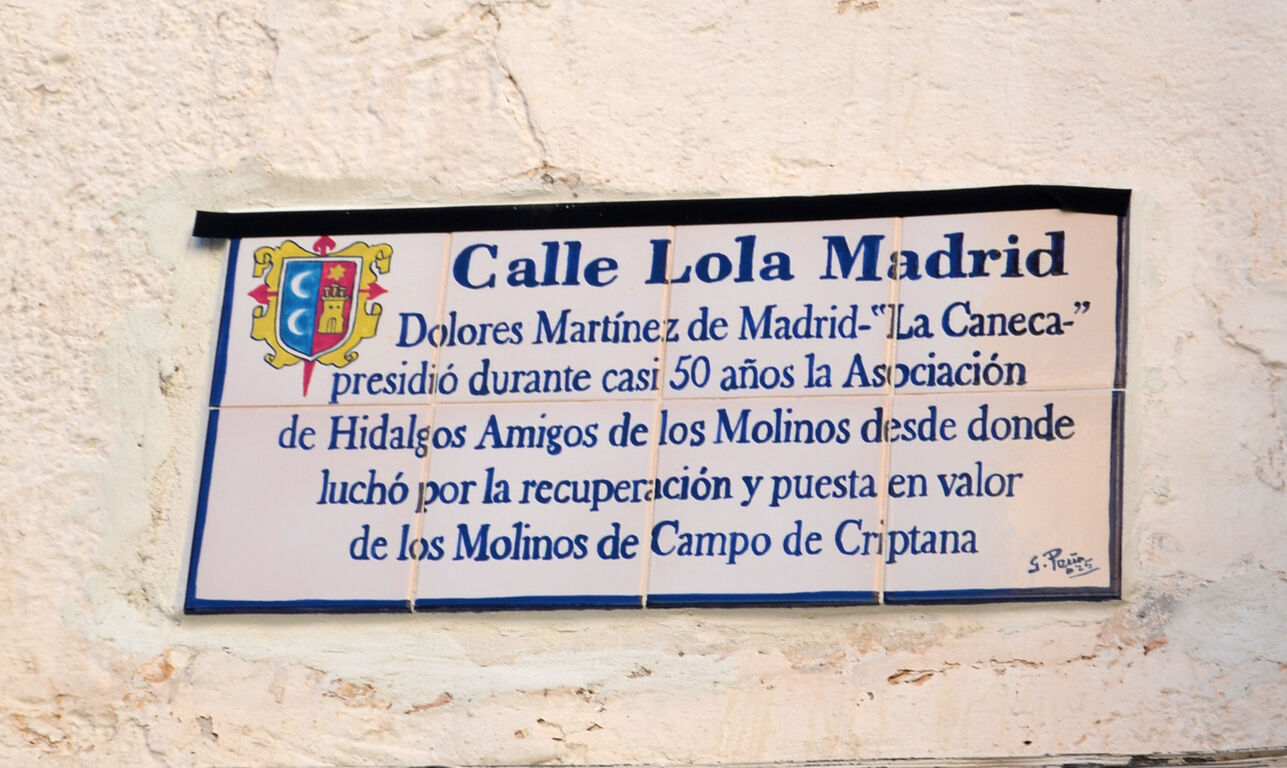 Calle Lola Madrid
Dolores Martínez de Madrid-“La Caneca-”
presidió durante casi 50 años la Asociación
de Hidalgos Amigos de los Molinos desde donde
luchó por la recuperación y puesta en valor
de los Molinos de Campo de Criptana
G. Peña